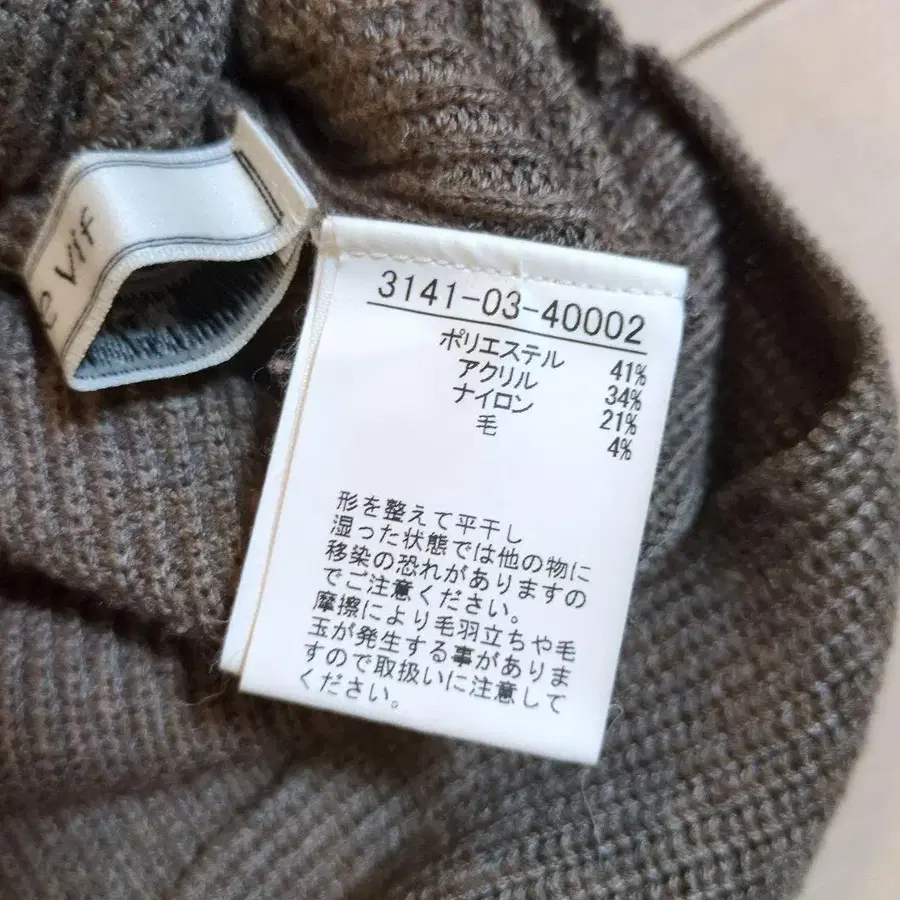 e Vif
3141-03-40002
ポリエステル 41%
アクリル 34%
ナイロン 21%
毛 4%
形を整えて平干し
湿った状態では他の物に
移染の恐れがありますの
でご注意ください。
摩擦により毛羽立ちや毛
玉が発生する事がありま
すので取扱いに注意して
ください。